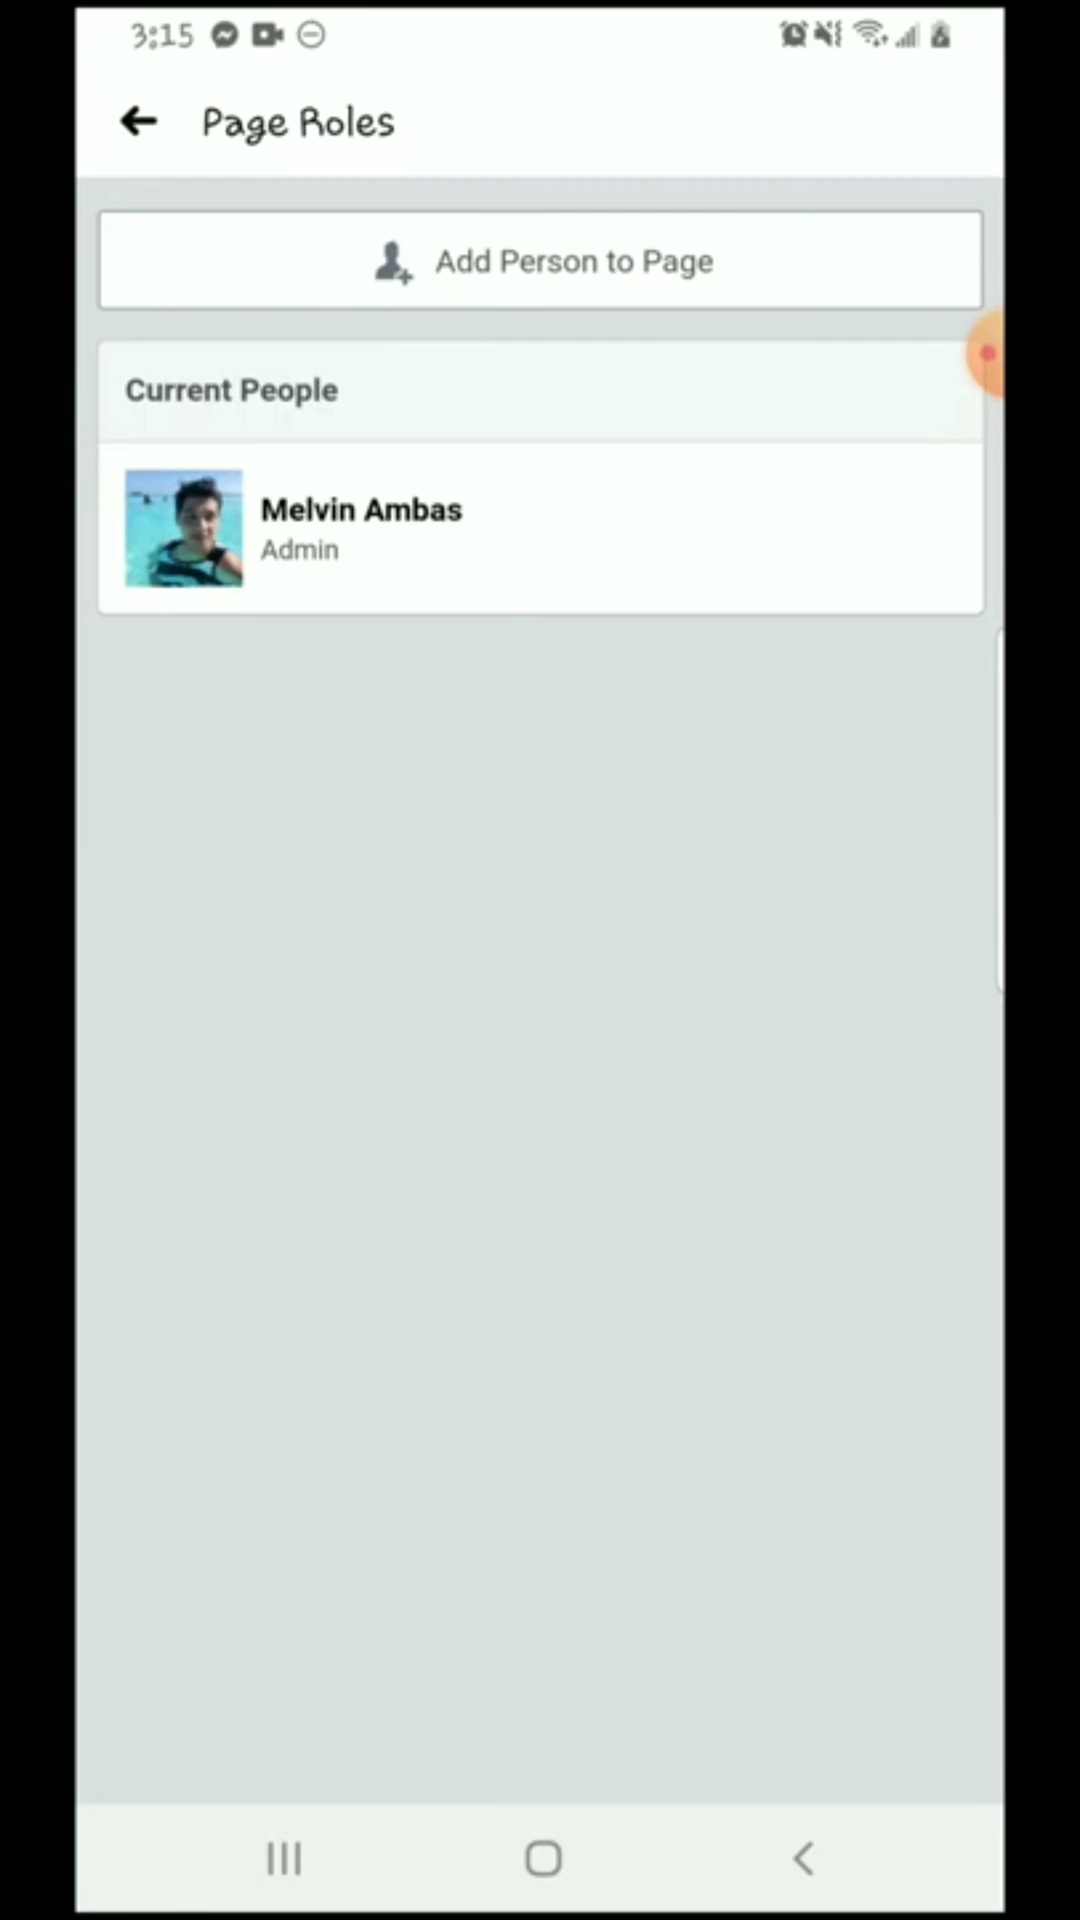 3:15
Page Roles
Add Person to Page
Current People
Melvin Ambas
Admin